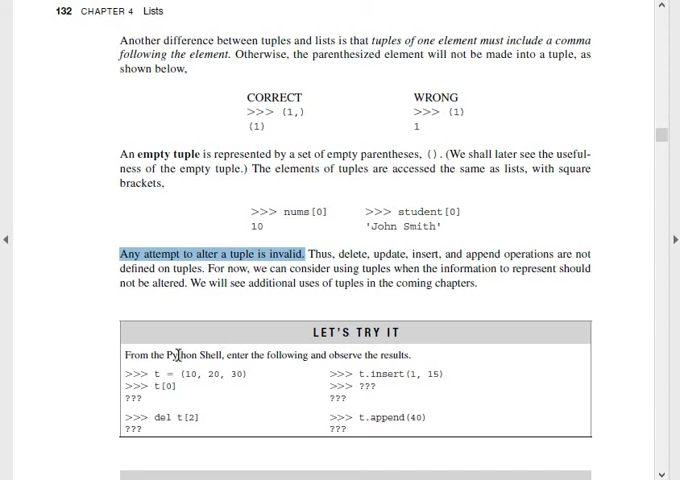 132 CHAPTER 4 Lists
Another difference between tuples and lists is that tuples of one element must include a comma
following the element. Otherwise, the parenthesized element will not be made into a tuple, as
shown below,
CORRECT WRONG
>>> (1,) >>> (1)
(1) 1
An empty tuple is represented by a set of empty parentheses, (). (We shall later see the useful-
ness of the empty tuple.) The elements of tuples are accessed the same as lists, with square
brackets,
>>> nums[0] >>> student[0]
10 'John Smith'
Any attempt to alter a tuple is invalid. Thus, delete, update, insert, and append operations are not
defined on tuples. For now, we can consider using tuples when the information to represent should
not be altered. We will see additional uses of tuples in the coming chapters.
LET'S TRY IT
From the Python Shell, enter the following and observe the results.
>>> t = (10, 20, 30) >>> t.insert(1, 15)
>>> t[0] >>> ???
??? ???
>>> del t[2] >>> t.append(40)
??? ???